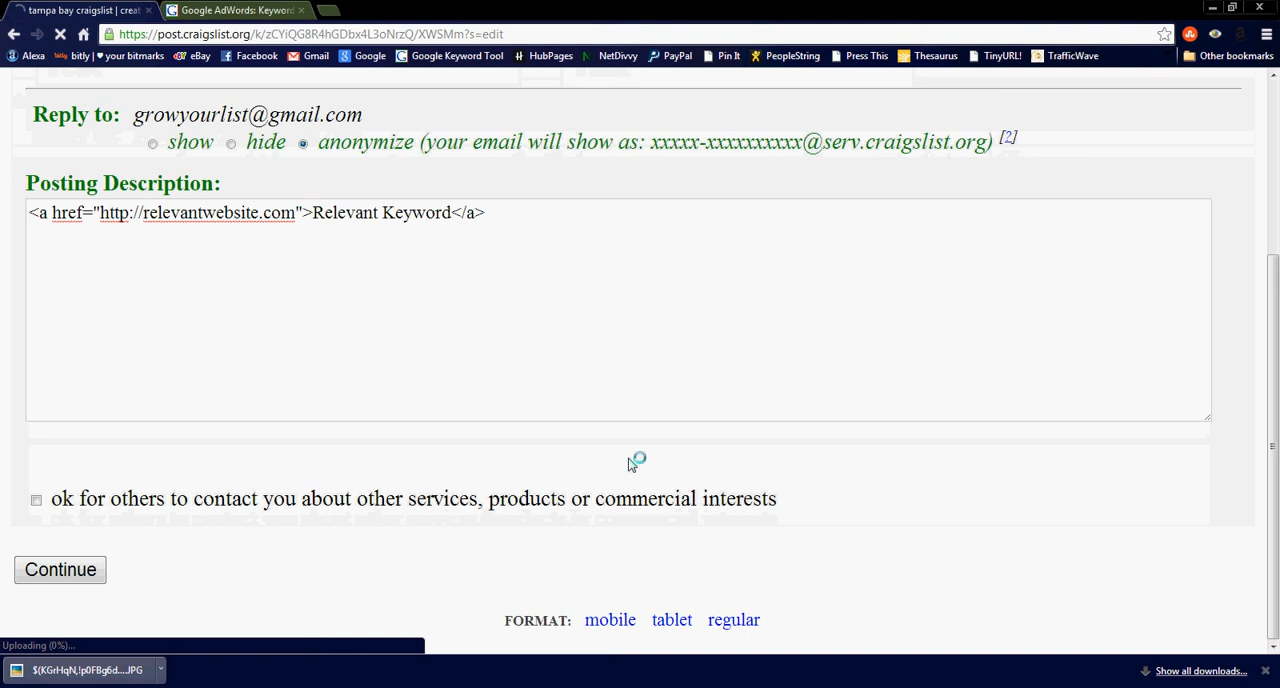 tampa bay craigslist | creat
Google AdWords: Keyword
https://post.craigslist.org/k/zCYiQG8R4hGDbx4L3oNrzQ/XWSMm?s=edit
Alexa bitly | ♥ your bitmarks eBay Facebook Gmail Google Google Keyword Tool HubPages NetDivvy PayPal Pin It PeopleString Press This Thesaurus TinyURL! TrafficWave Other bookmarks
Reply to: growyourlist@gmail.com
show hide anonymize (your email will show as: xxxxx-xxxxxxxxxx@serv.craigslist.org) [?]
Posting Description:
<a href="http://relevantwebsite.com">Relevant Keyword</a>
ok for others to contact you about other services, products or commercial interests
Continue
FORMAT: mobile tablet regular
Uploading (0%)...
$(KGrHqN,!p0FBg6d....JPG
Show all downloads...